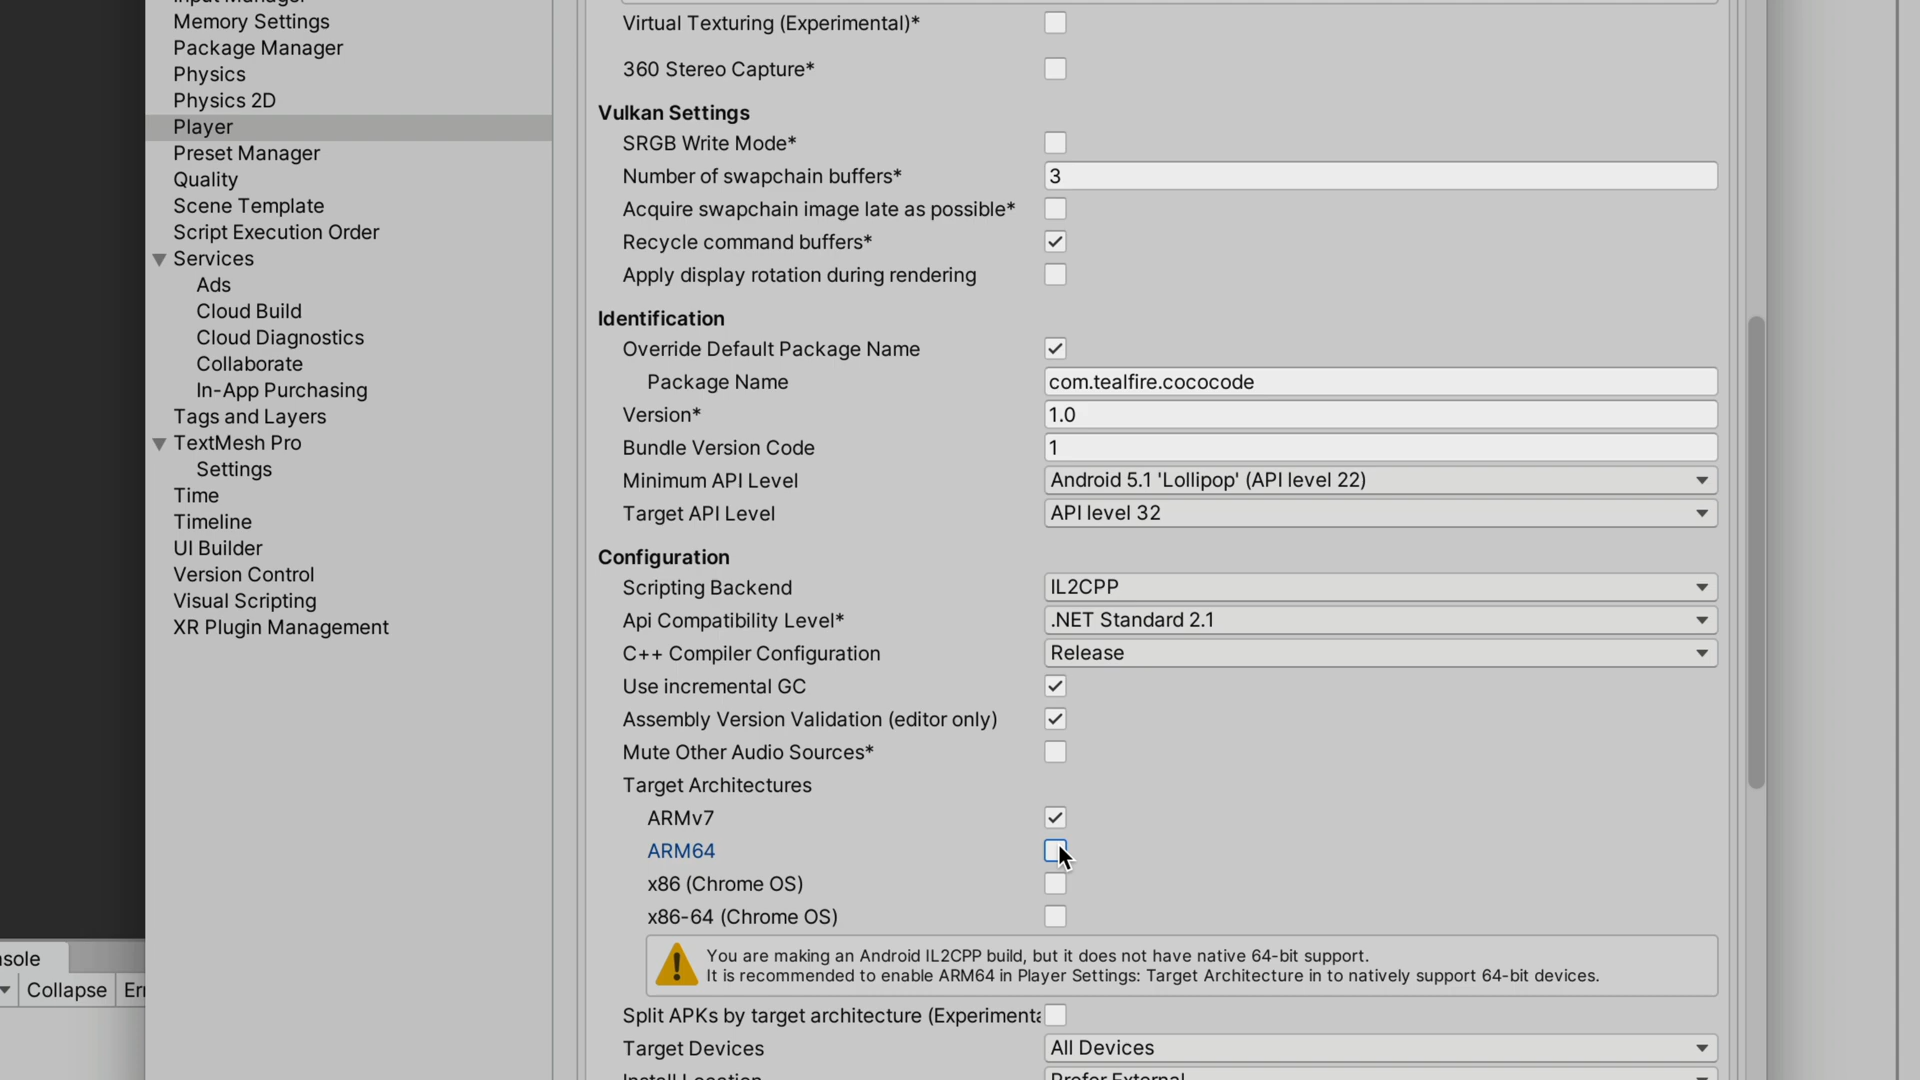 Memory Settings
Package Manager
Physics
Physics 2D
Player
Preset Manager
Quality
Scene Template
Script Execution Order
Services
Ads
Cloud Build
Cloud Diagnostics
Collaborate
In-App Purchasing
Tags and Layers
TextMesh Pro
Settings
Time
Timeline
UI Builder
Version Control
Visual Scripting
XR Plugin Management
nsole
Collapse
Virtual Texturing (Experimental)*
360 Stereo Capture*
Vulkan Settings
SRGB Write Mode*
Number of swapchain buffers* 3
Acquire swapchain image late as possible*
Recycle command buffers*
Apply display rotation during rendering
Identification
Override Default Package Name
Package Name com.tealfire.cococode
Version* 1.0
Bundle Version Code 1
Minimum API Level Android 5.1 'Lollipop' (API level 22)
Target API Level API level 32
Configuration
Scripting Backend IL2CPP
Api Compatibility Level* .NET Standard 2.1
C++ Compiler Configuration Release
Use incremental GC
Assembly Version Validation (editor only)
Mute Other Audio Sources*
Target Architectures
ARMv7
ARM64
x86 (Chrome OS)
x86-64 (Chrome OS)
You are making an Android IL2CPP build, but it does not have native 64-bit support.
It is recommended to enable ARM64 in Player Settings: Target Architecture in to natively support 64-bit devices.
Split APKs by target architecture (Experimenta
Target Devices All Devices